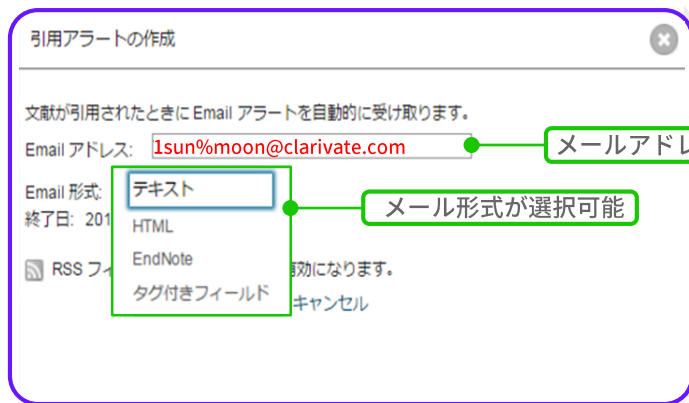 引用アラートの作成
文献が引用されたときに Email アラートを自動的に受け取ります。
Email アドレス: 1sun%moon@clarivate.com
メールアドレ
Email 形式: テキスト
メール形式が選択可能
終了日: 201
HTML
EndNote
RSS フィ
有効になります。
タグ付きフィールド
キャンセル